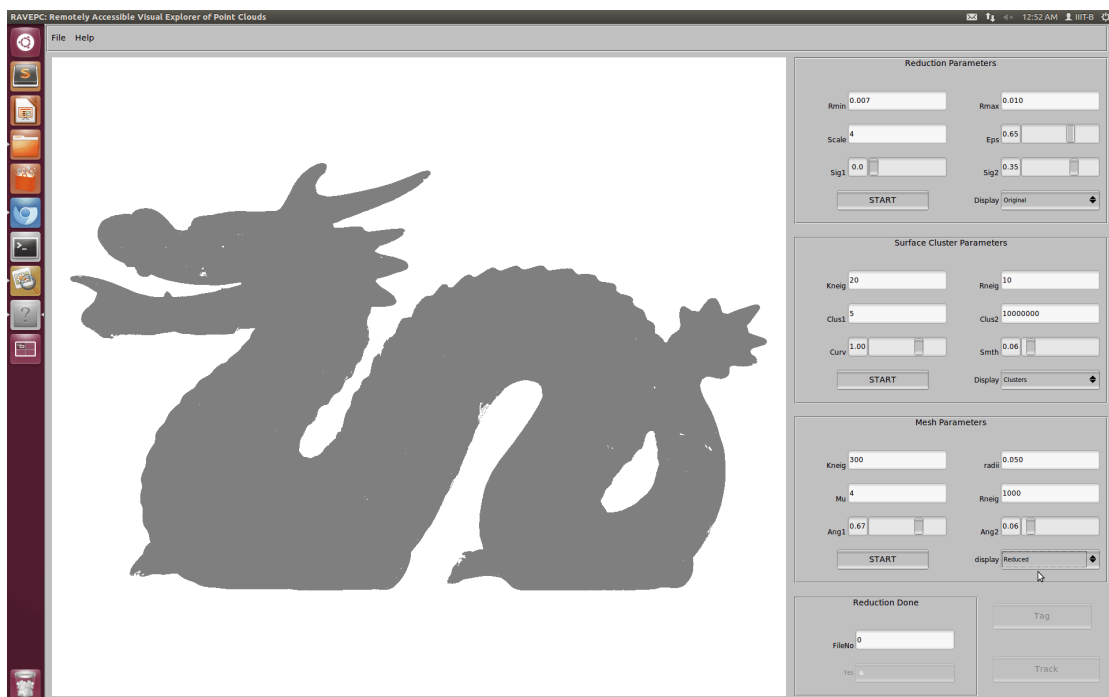 RAVEPC: Remotely Accessible Visual Explorer of Point Clouds 12:52 AM IIIT-B
File Help
Reduction Parameters
Rmin 0.007 Rmax 0.010
Scale 4 Eps 0.65
Sig1 0.0 Sig2 0.35
START Display Original
Surface Cluster Parameters
Kneig 20 Rneig 10
Clus1 5 Clus2 10000000
Curv 1.00 Smth 0.06
START Display Clusters
Mesh Parameters
Kneig 300 radii 0.050
Mu 4 Rneig 1000
Ang1 0.67 Ang2 0.06
START display Reduced
Reduction Done
Tag
FileNo 0
Yes Track